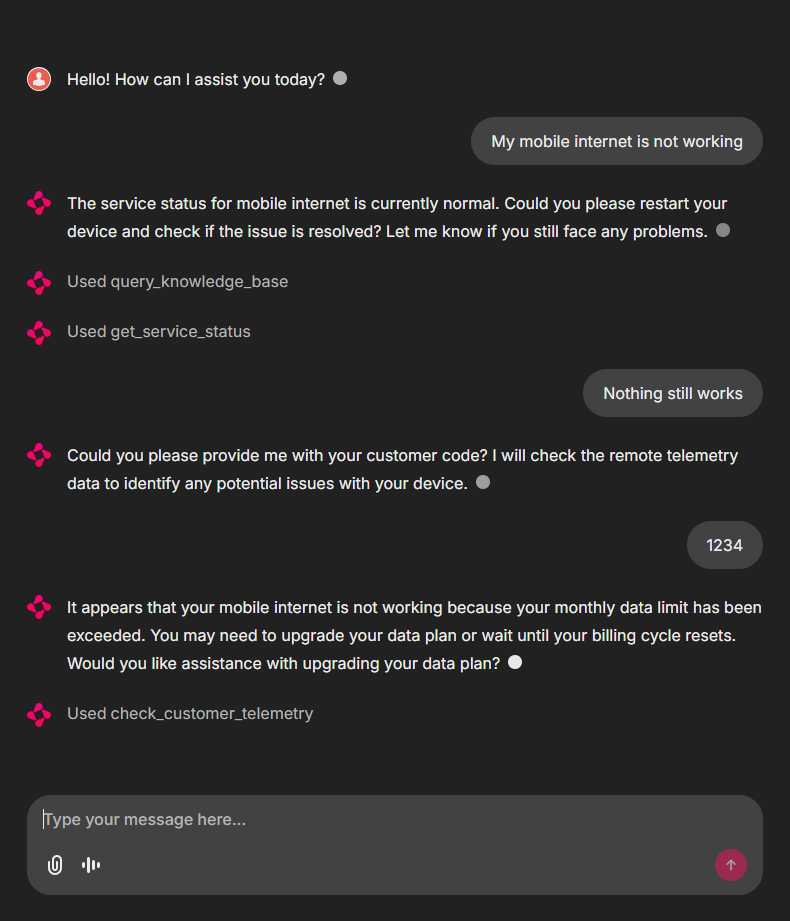 Hello! How can I assist you today?
My mobile internet is not working
The service status for mobile internet is currently normal. Could you please restart your
device and check if the issue is resolved? Let me know if you still face any problems.
Used query_knowledge_base
Used get_service_status
Nothing still works
Could you please provide me with your customer code? I will check the remote telemetry
data to identify any potential issues with your device.
1234
It appears that your mobile internet is not working because your monthly data limit has been
exceeded. You may need to upgrade your data plan or wait until your billing cycle resets.
Would you like assistance with upgrading your data plan?
Used check_customer_telemetry
Type your message here...